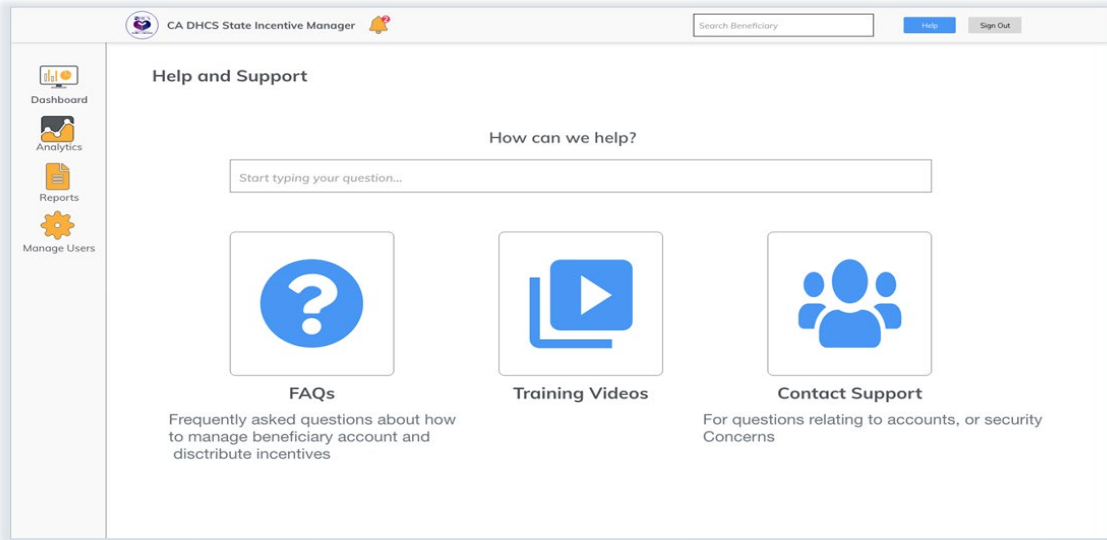 CA DHCS State Incentive Manager
2
Search Beneficiary
Help
Sign Out
Dashboard
Analytics
Reports
Manage Users
Help and Support
How can we help?
Start typing your question...
FAQs
Frequently asked questions about how
to manage beneficiary account and
disctribute incentives
Training Videos
Contact Support
For questions relating to accounts, or security
Concerns